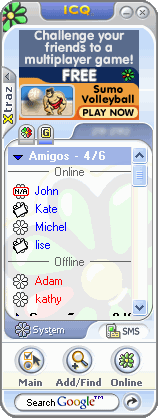 ICQ
Challenge your
friends to a
multiplayer game!
FREE
Sumo
Volleyball
PLAY NOW
Xtraz
G
Amigos - 4/6
Online
N/A John
Kate
Michel
lise
Offline
Adam
kathy
System
SMS
Main Add/Find Online
Search Google™